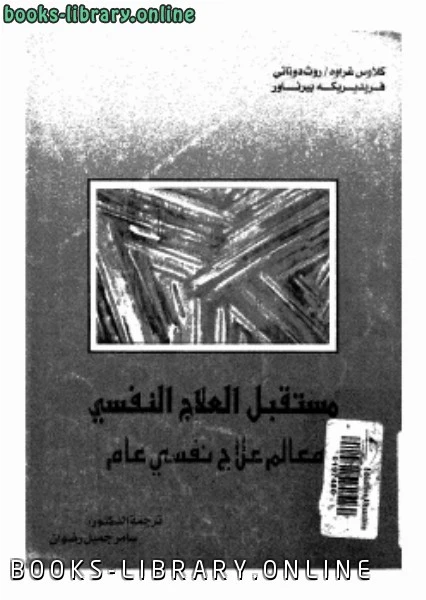 books-library.online
كلاوس غراوه / روث دوناتي
فريديريكه بيرناور
مستقبل العلاج النفسي
معالم علاج نفسي عام
ترجمة الدكتور:
سامر جميل رضوان
BOOKS-LIBRARY.ONLINE